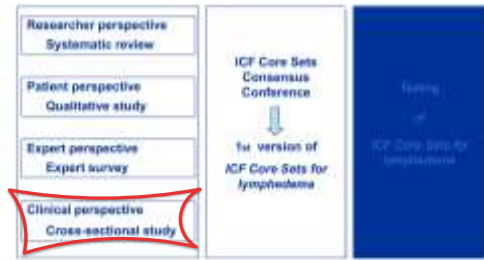 Researcher perspective
Systematic review
Patient perspective
Qualitative study
Expert perspective
Expert survey
Clinical perspective
Cross-sectional study
ICF Core Sets
Consensus
Conference
1st version of
ICF Core Sets for
lymphedema
Testing
of
ICF Core Sets for
lymphedema